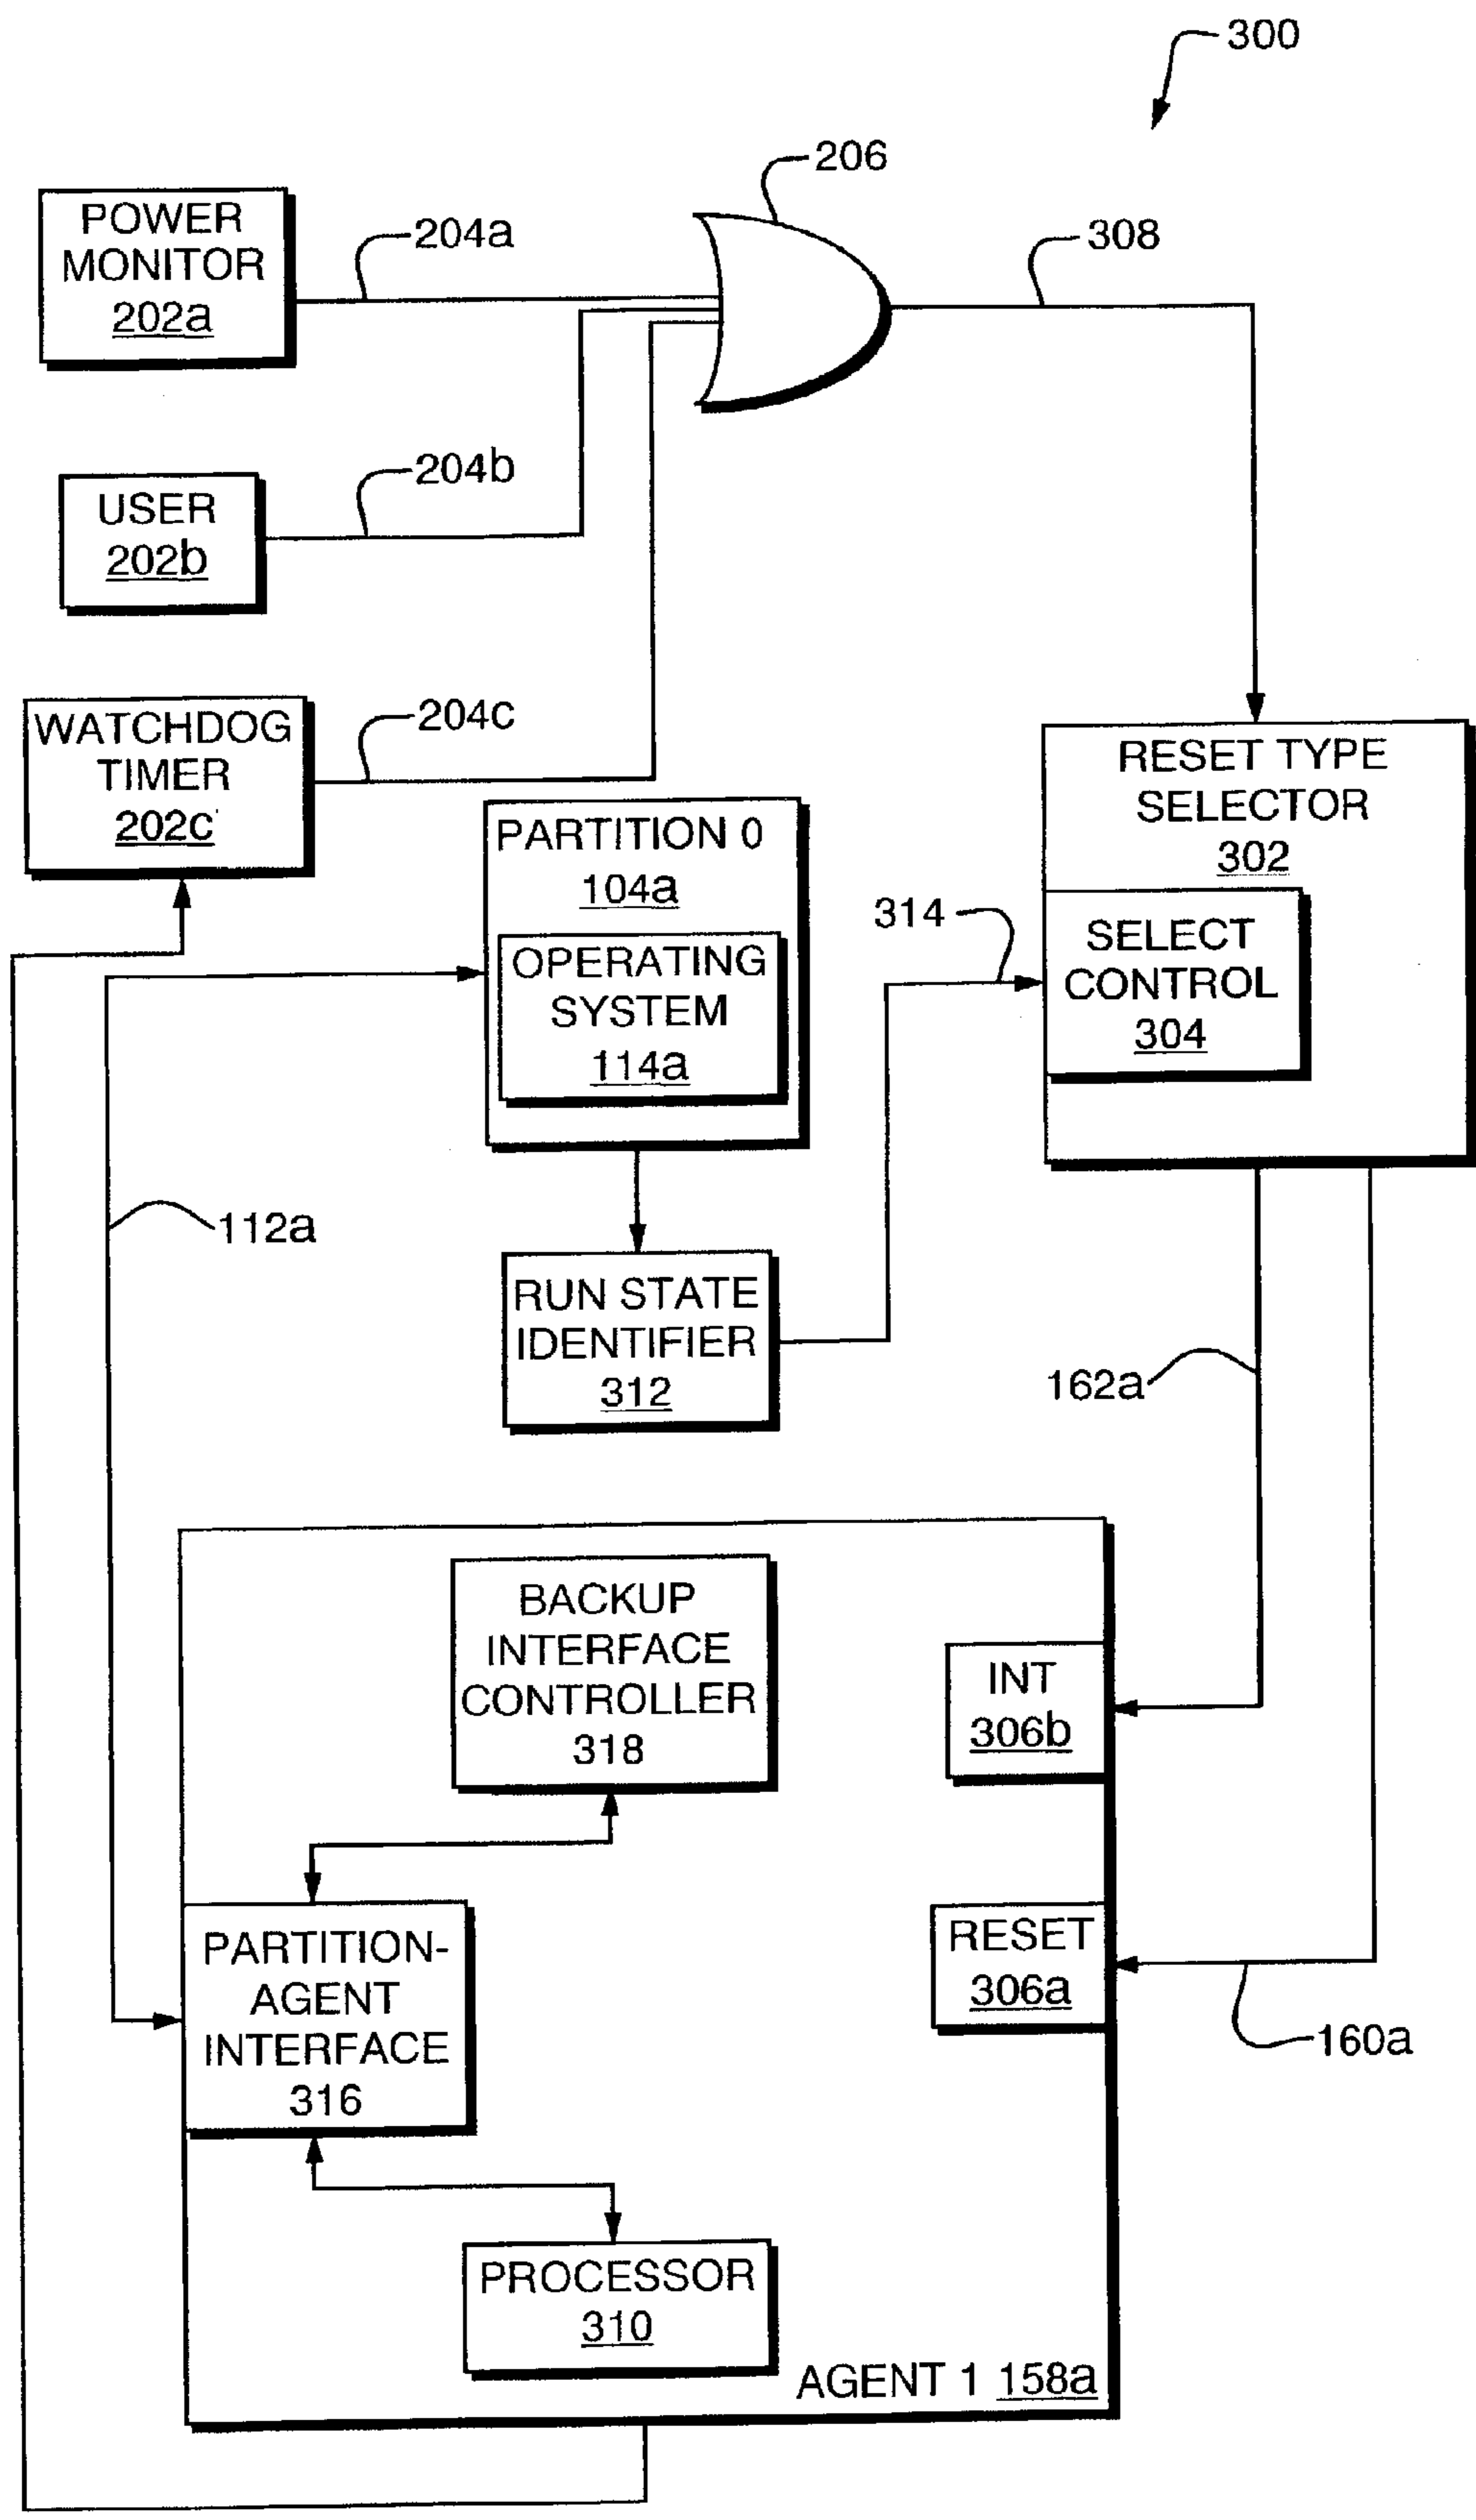 300
206
POWER
MONITOR
202a
204a
308
204b
USER
202b
204c
WATCHDOG
TIMER
202c
RESET TYPE
SELECTOR
302
PARTITION 0
104a
314
SELECT
CONTROL
304
OPERATING
SYSTEM
114a
112a
RUN STATE
IDENTIFIER
312
162a
BACKUP
INTERFACE
CONTROLLER
318
INT
306b
RESET
306a
PARTITION-
AGENT
INTERFACE
316
160a
PROCESSOR
310
AGENT 1 158a